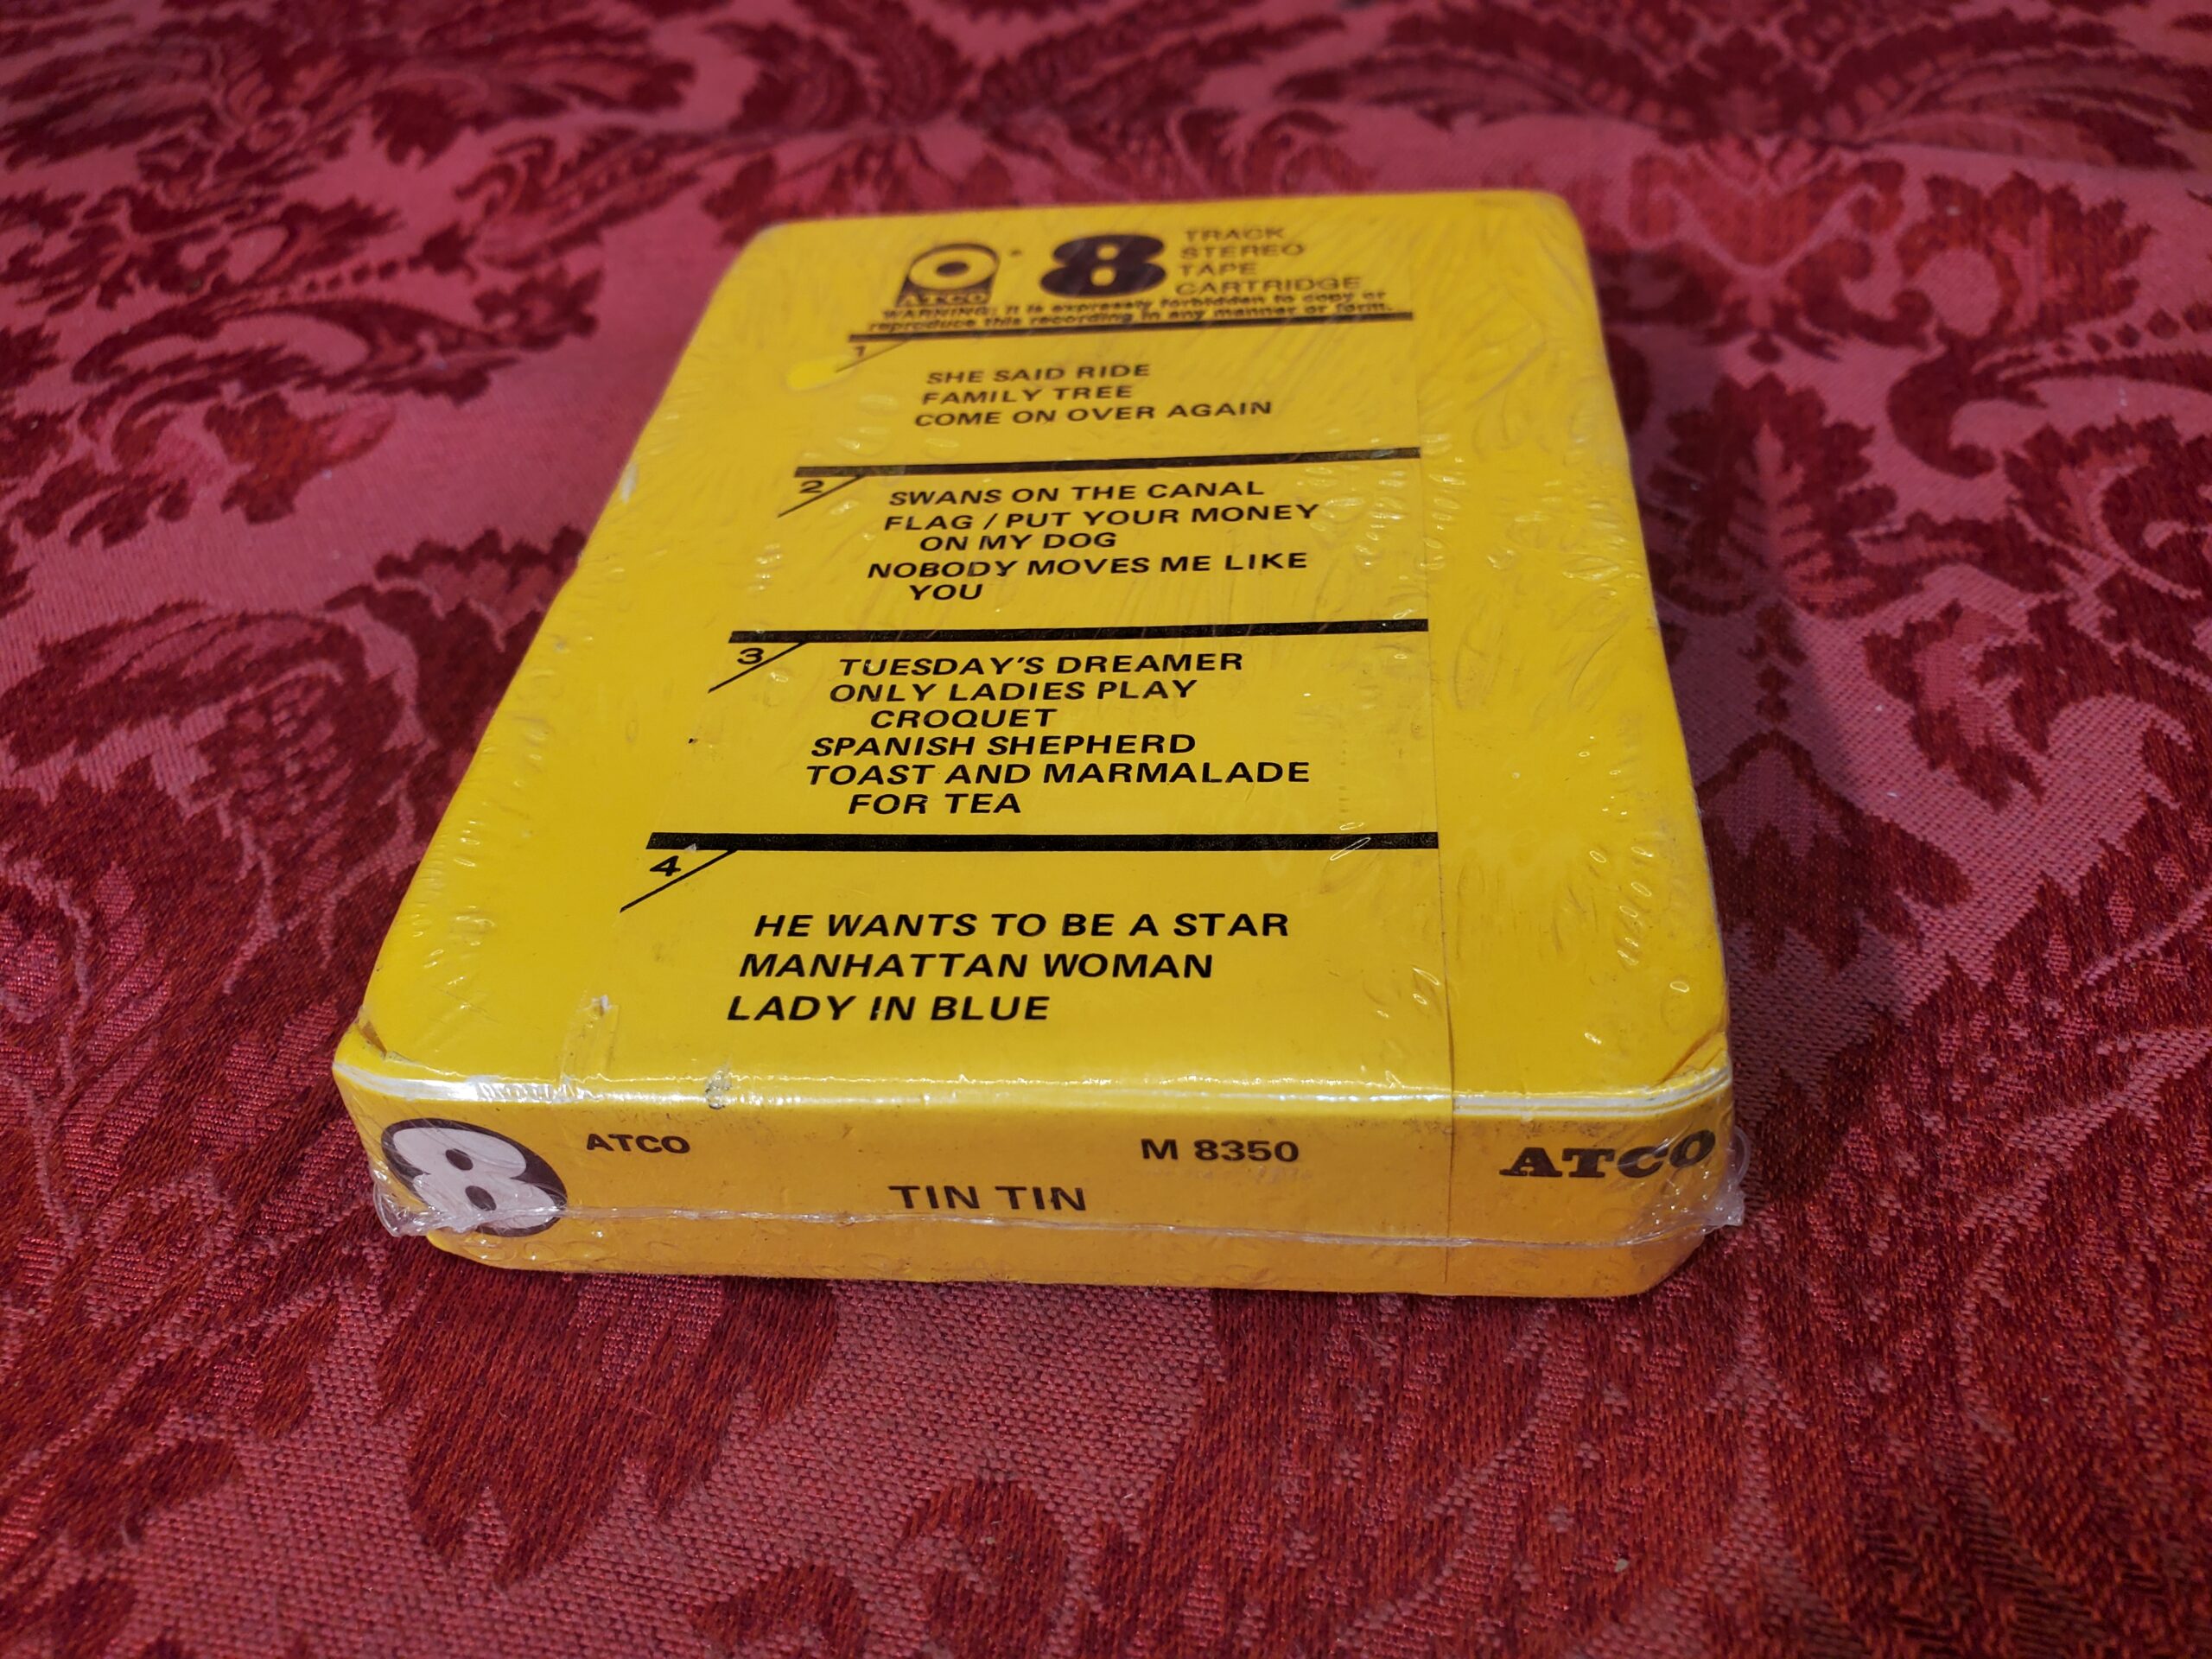 ATCO
8
TRACK
STEREO
TAPE
CARTRIDGE
WARNING: It is expressly forbidden to copy or
reproduce this recording in any manner or form.
1
SHE SAID RIDE
FAMILY TREE
COME ON OVER AGAIN
2
SWANS ON THE CANAL
FLAG / PUT YOUR MONEY
ON MY DOG
NOBODY MOVES ME LIKE
YOU
3
TUESDAY'S DREAMER
ONLY LADIES PLAY
CROQUET
SPANISH SHEPHERD
TOAST AND MARMALADE
FOR TEA
4
HE WANTS TO BE A STAR
MANHATTAN WOMAN
LADY IN BLUE
8
ATCO
M 8350
ATCO
TIN TIN